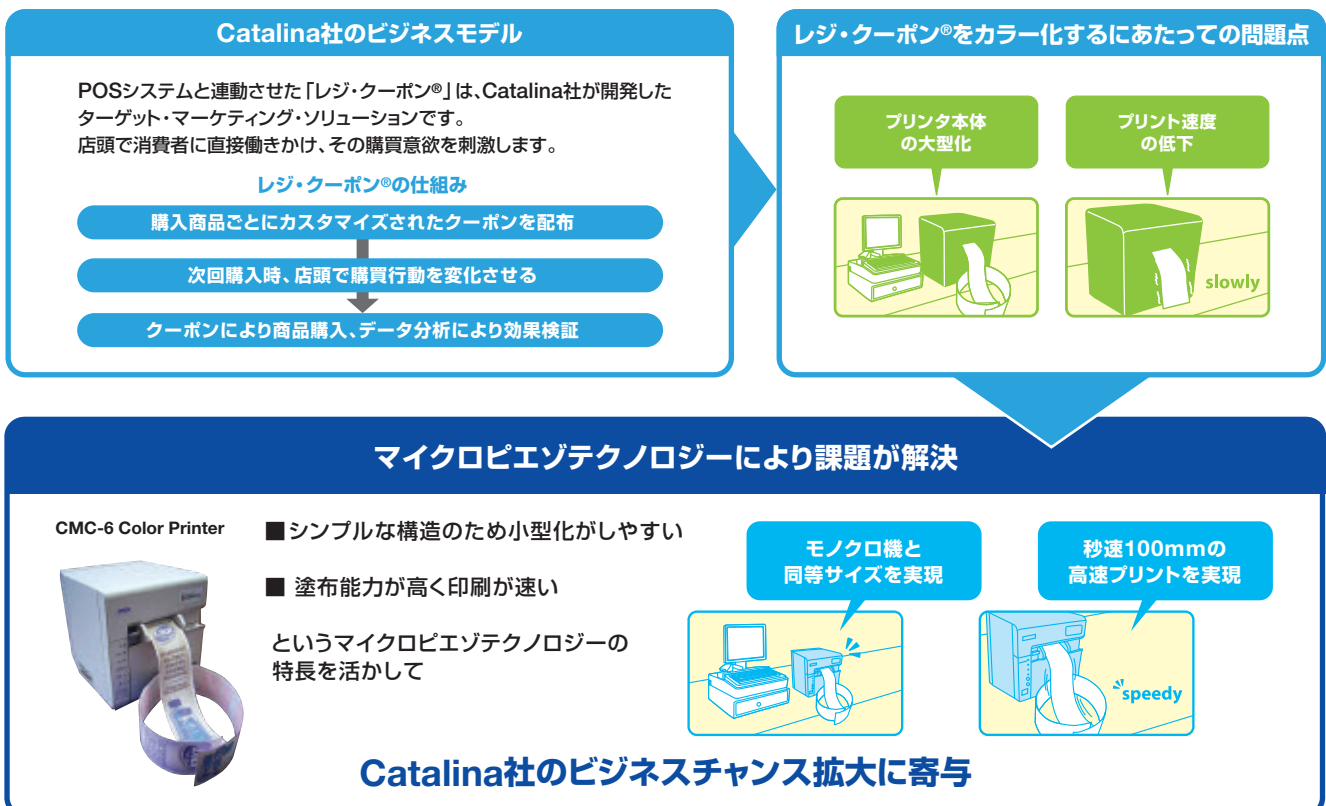 Catalina社のビジネスモデル
POSシステムと連動させた「レジ・クーポン®」は、Catalina社が開発した
ターゲット・マーケティング・ソリューションです。
店頭で消費者に直接働きかけ、その購買意欲を刺激します。
レジ・クーポン®の仕組み
購入商品ごとにカスタマイズされたクーポンを配布
次回購入時、店頭で購買行動を変化させる
クーポンにより商品購入、データ分析により効果検証
レジ・クーポン®をカラー化するにあたっての問題点
プリンタ本体
の大型化
プリント速度
の低下
slowly
マイクロピエゾテクノロジーにより課題が解決
CMC-6 Color Printer
■シンプルな構造のため小型化がしやすい
■ 塗布能力が高く印刷が速い
というマイクロピエゾテクノロジーの
特長を活かして
モノクロ機と
同等サイズを実現
秒速100mmの
高速プリントを実現
speedy
Catalina社のビジネスチャンス拡大に寄与